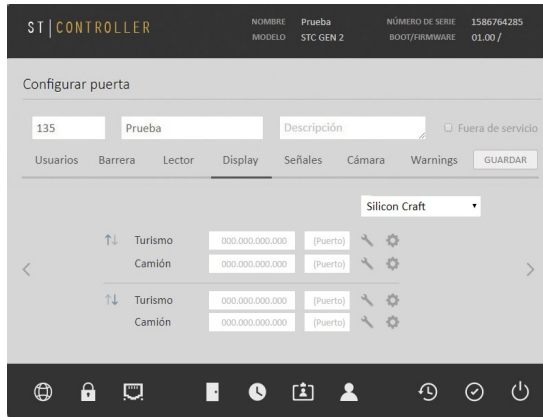 ST|CONTROLLER
NOMBRE Prueba NÚMERO DE SERIE 1586764285
MODELO STC GEN 2 BOOT/FIRMWARE 01.00 /
Configurar puerta
135 Prueba Descripción Fuera de servicio
Usuarios Barrera Lector Display Señales Cámara Warnings GUARDAR
Silicon Craft
Turismo 000.000.000.000 (Puerto)
Camión 000.000.000.000 (Puerto)
Turismo 000.000.000.000 (Puerto)
Camión 000.000.000.000 (Puerto)